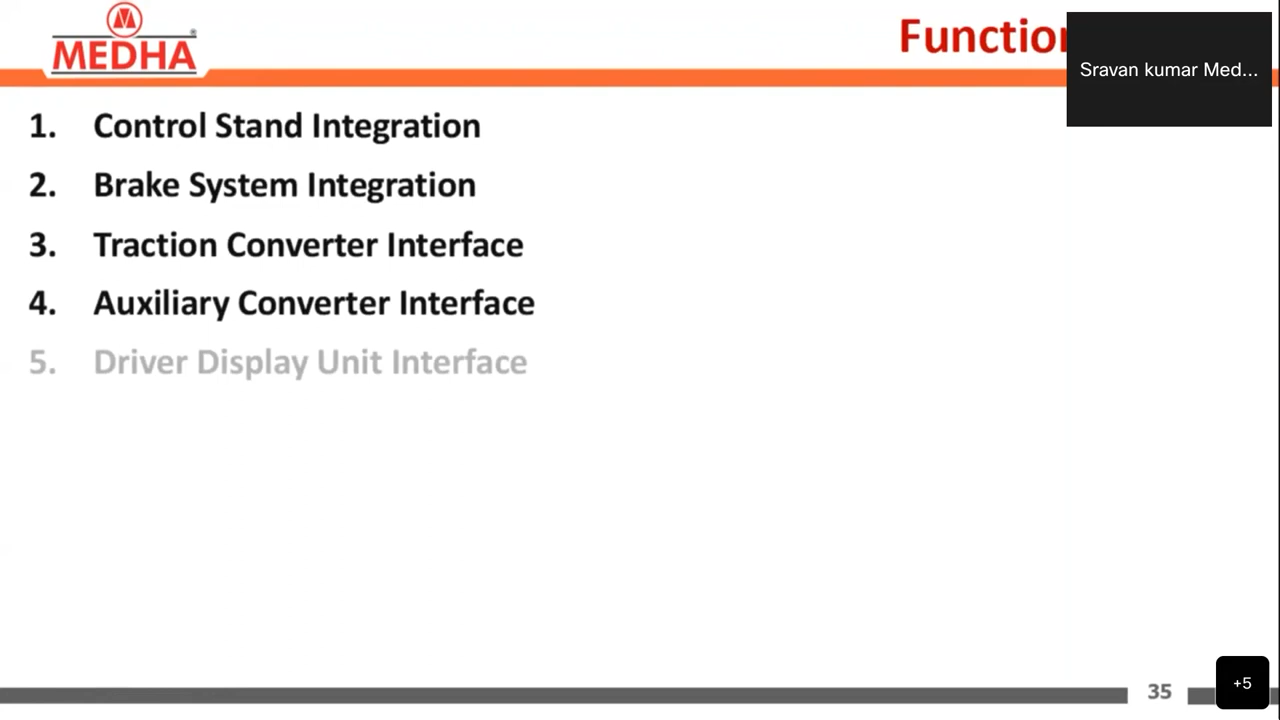 MEDHA
Function
Sravan kumar Med...
1. Control Stand Integration
2. Brake System Integration
3. Traction Converter Interface
4. Auxiliary Converter Interface
5. Driver Display Unit Interface
35
+5